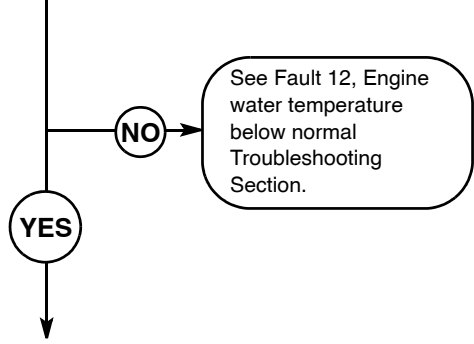 NO
See Fault 12, Engine
water temperature
below normal
Troubleshooting
Section.
YES